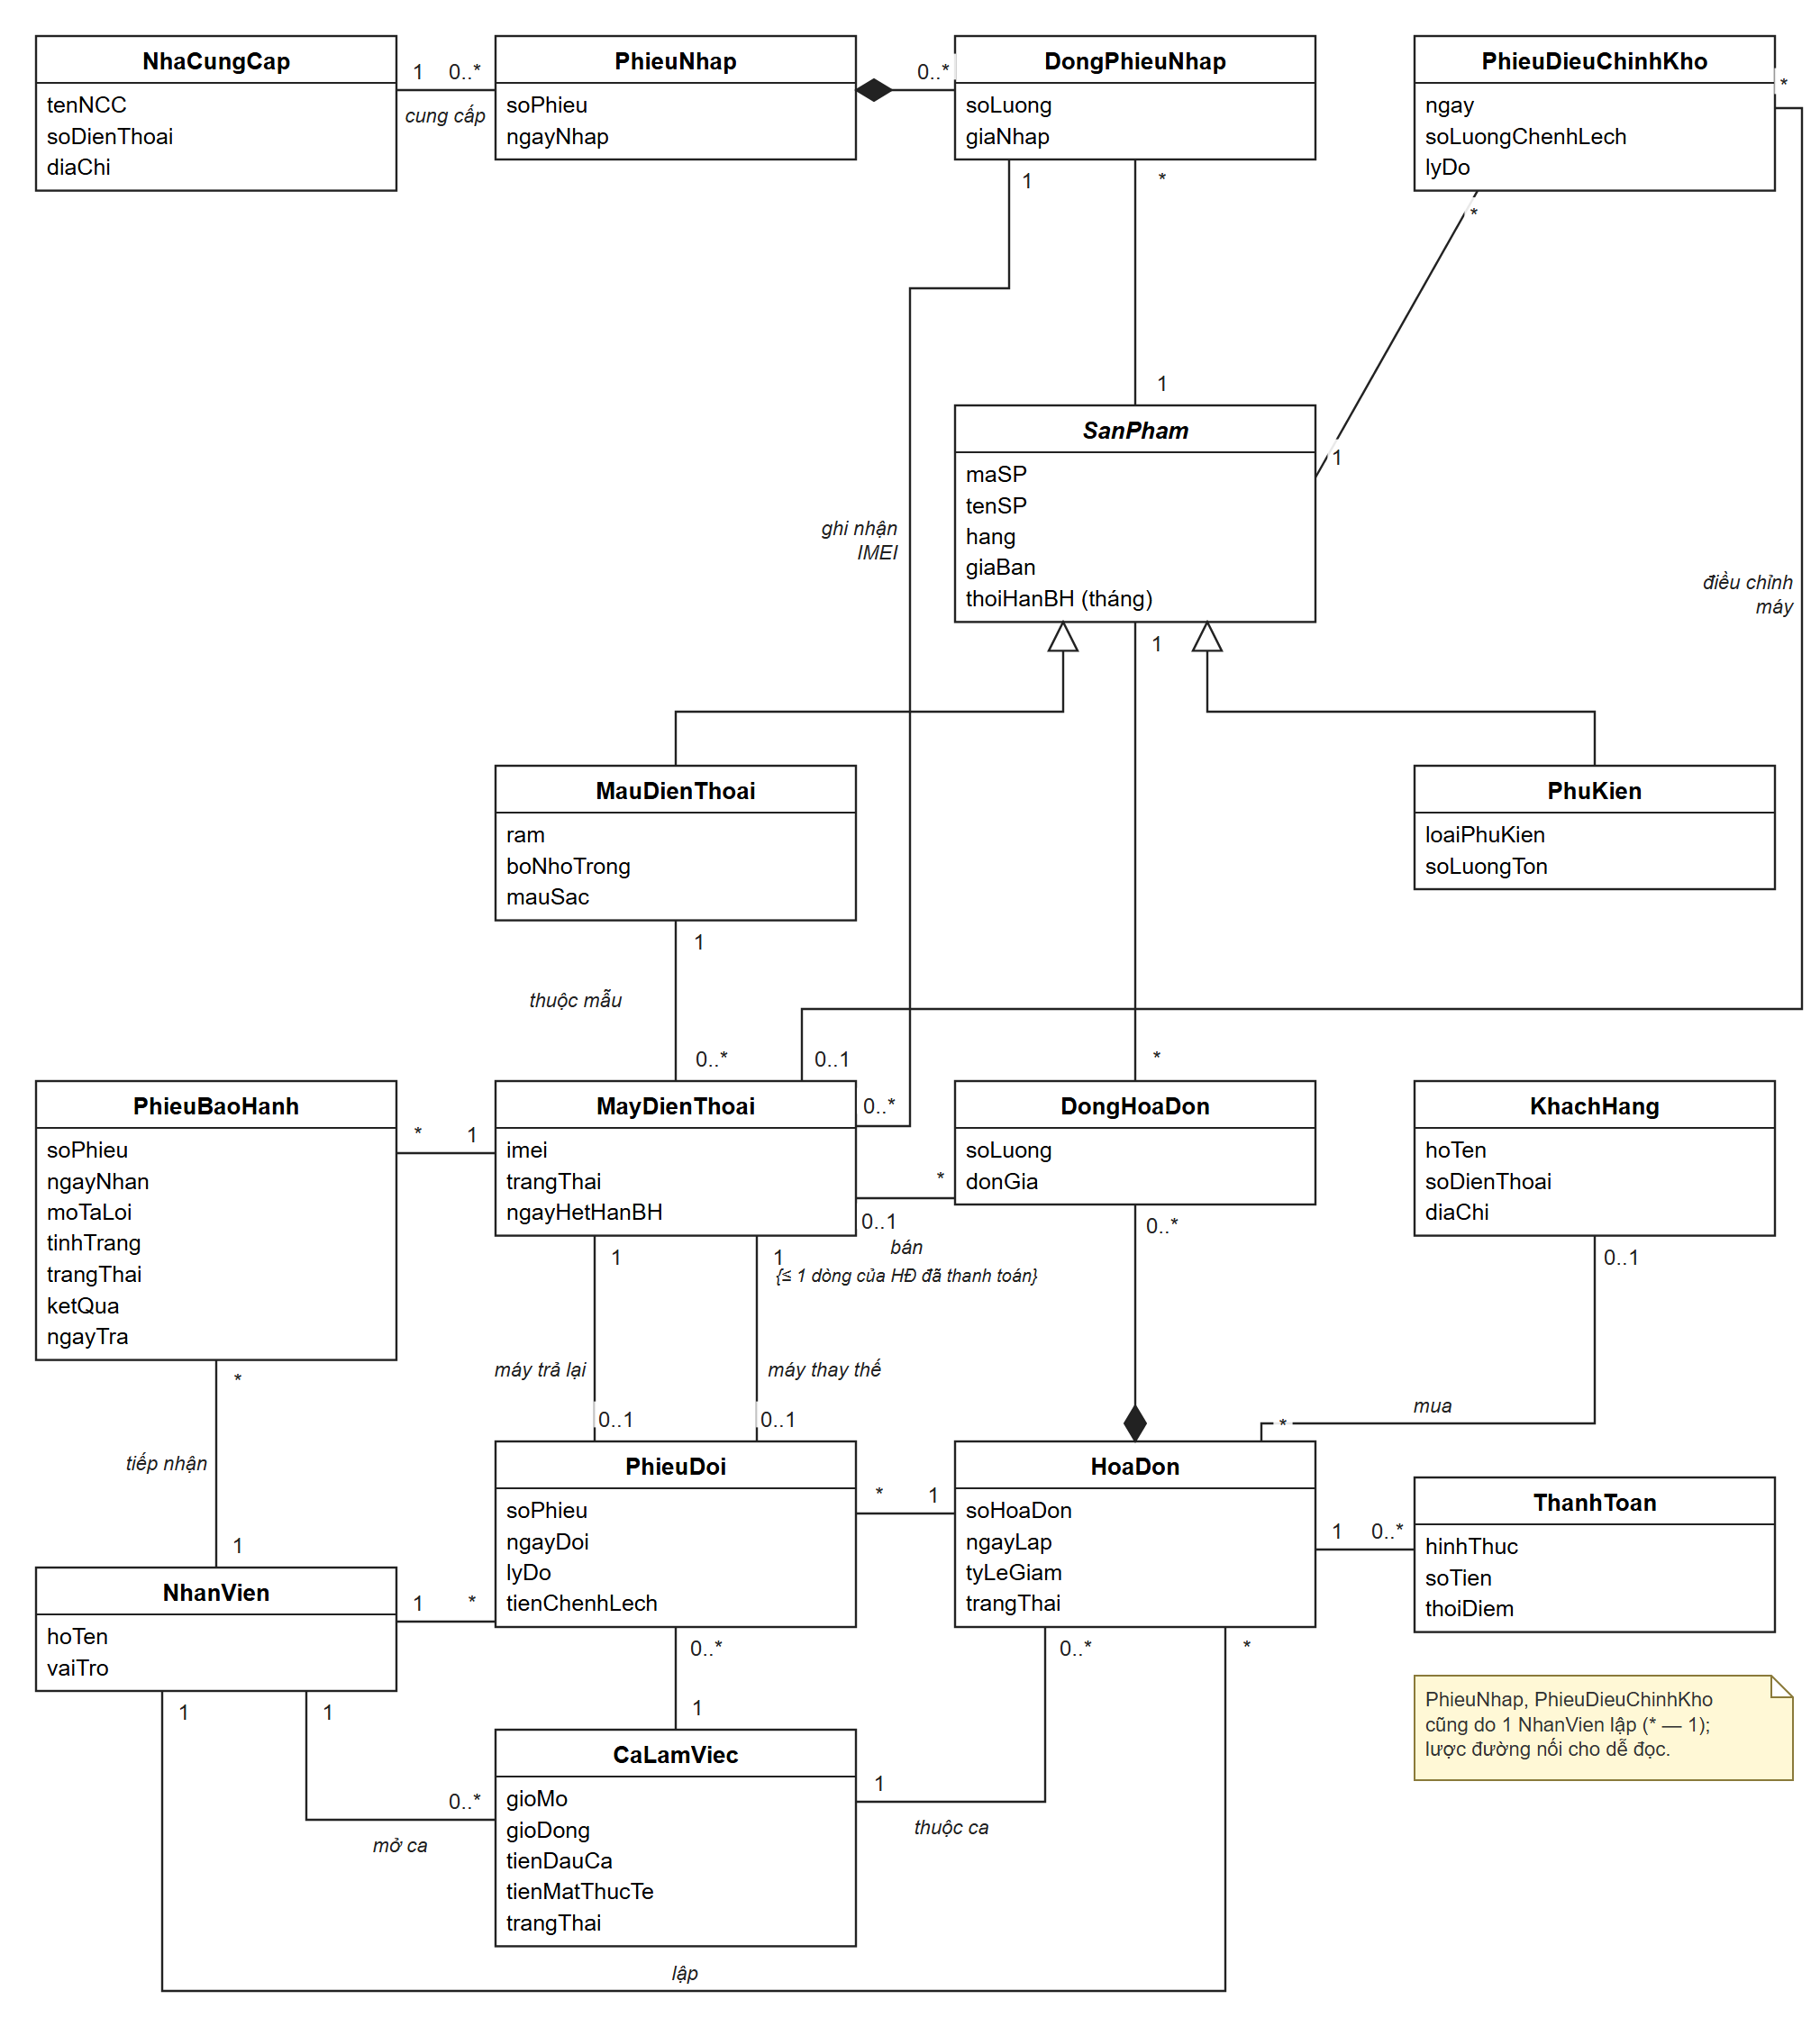 NhaCungCap
tenNCC
soDienThoai
diaChi
1
0..*
cung cấp
PhieuNhap
soPhieu
ngayNhap
0..*
DongPhieuNhap
soLuong
giaNhap
PhieuDieuChinhKho
ngay
soLuongChenhLech
lyDo
*
1
*
*
1
1
SanPham
maSP
tenSP
hang
giaBan
thoiHanBH (tháng)
ghi nhận
IMEI
điều chỉnh
máy
1
MauDienThoai
ram
boNhoTrong
mauSac
PhuKien
loaiPhuKien
soLuongTon
1
thuộc mẫu
0..*
0..1
*
PhieuBaoHanh
soPhieu
ngayNhan
moTaLoi
tinhTrang
trangThai
ketQua
ngayTra
*
1
MayDienThoai
imei
trangThai
ngayHetHanBH
0..*
*
0..1
bán
{≤ 1 dòng của HĐ đã thanh toán}
DongHoaDon
soLuong
donGia
KhachHang
hoTen
soDienThoai
diaChi
0..*
0..1
1
1
máy trả lại
máy thay thế
0..1
0..1
mua
*
*
tiếp nhận
1
PhieuDoi
soPhieu
ngayDoi
lyDo
tienChenhLech
*
1
HoaDon
soHoaDon
ngayLap
tyLeGiam
trangThai
1
0..*
ThanhToan
hinhThuc
soTien
thoiDiem
NhanVien
hoTen
vaiTro
1
*
0..*
1
0..*
*
1
1
0..*
mở ca
CaLamViec
gioMo
gioDong
tienDauCa
tienMatThucTe
trangThai
1
thuộc ca
lập
PhieuNhap, PhieuDieuChinhKho
cũng do 1 NhanVien lập (* — 1);
lược đường nối cho dễ đọc.